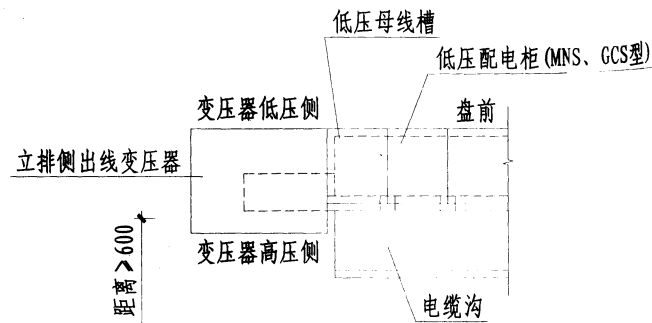 低压母线槽
低压配电柜(MNS、GCS型)
变压器低压侧
盘前
立排侧出线变压器
变压器高压侧
距离>600
电缆沟